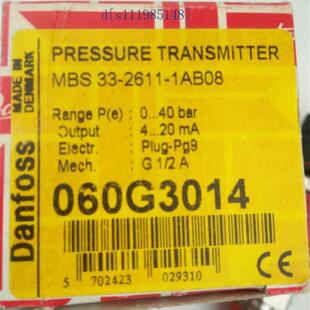 d[s111985148]
MADE IN
DENMARK
Danfoss
PRESSURE TRANSMITTER
MBS 33-2611-1AB08
Range P(e) : 0...40 bar
Output : 4...20 mA
Electr. : Plug-Pg9
Mech. : G 1/2 A
060G3014
5 702423 029310
CE